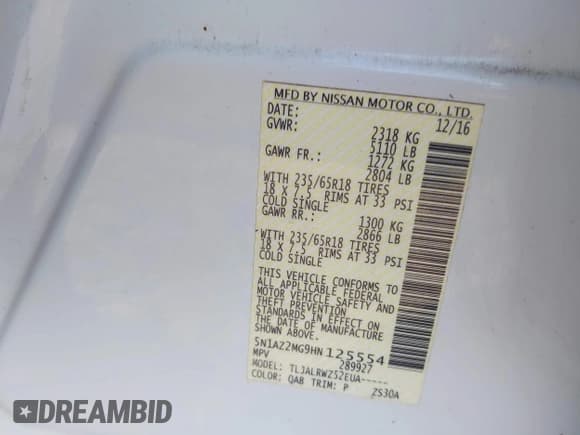 MFD BY NISSAN MOTOR CO., LTD.
DATE: 12/16
GVWR: 2318 KG
5110 LB
GAWR FR.: 1272 KG
2804 LB
WITH 235/65R18 TIRES
18 X 7.5 RIMS AT 33 PSI
COLD SINGLE
GAWR RR.: 1300 KG
2866 LB
WITH 235/65R18 TIRES
18 X 7.5 RIMS AT 33 PSI
COLD SINGLE
THIS VEHICLE CONFORMS TO
ALL APPLICABLE FEDERAL
MOTOR VEHICLE SAFETY AND
THEFT PREVENTION
STANDARDS IN EFFECT ON
THE DATE OF MANUFACTURE
SHOWN ABOVE.
5N1AZ2MG9HN125554
MPV 289927
MODEL: TLJALRWZ52EUA-----
COLOR: QAB TRIM: P ZS30A
DREAMBID
DREAMBID